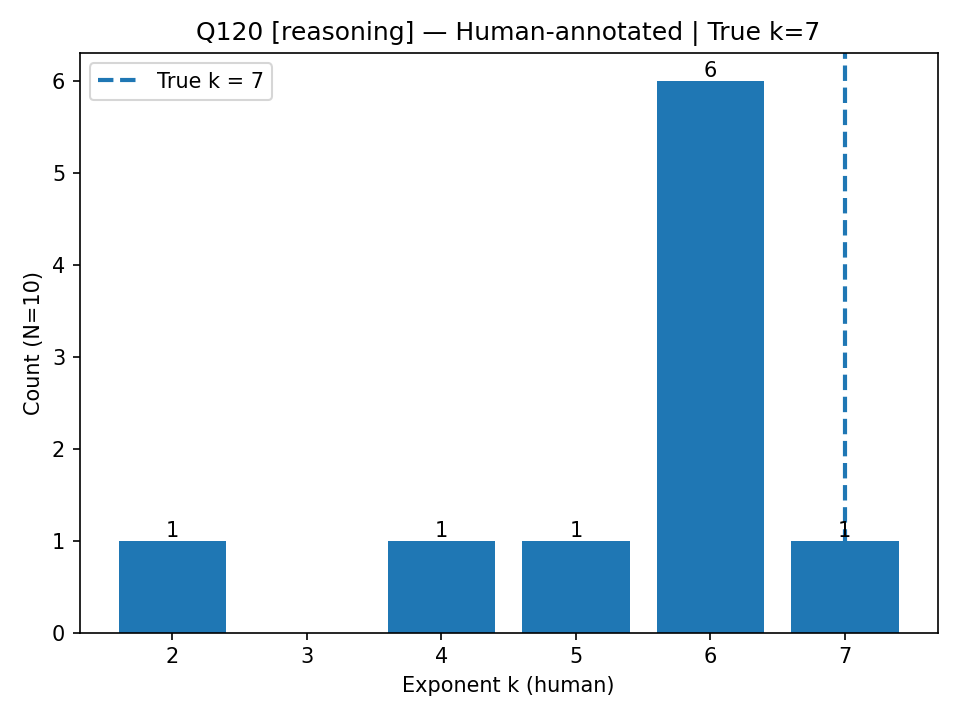 Q120 [reasoning] — Human-annotated | True k=7
True k = 7
Count (N=10)
6
5
4
3
2
1
0
1
1
1
6
1
2 3 4 5 6 7
Exponent k (human)